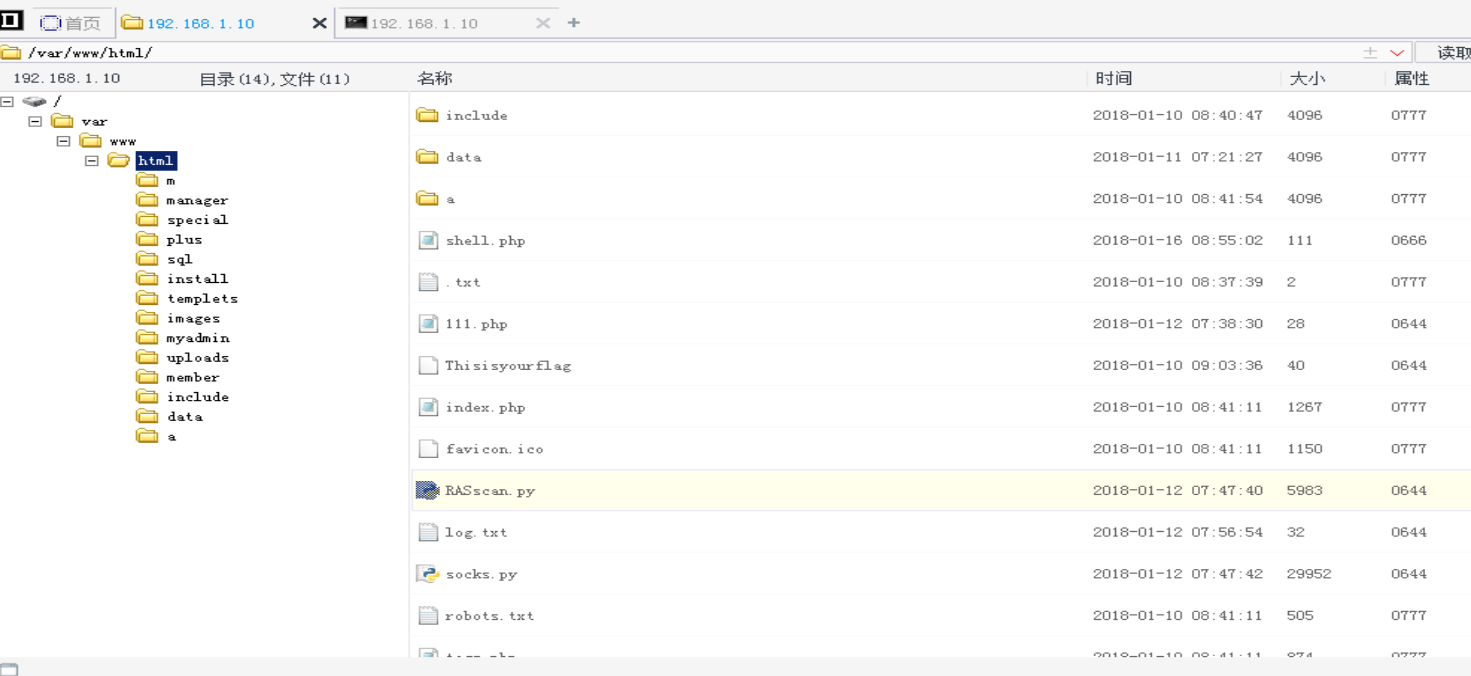 首页 192.168.1.10 192.168.1.10
/var/www/html/ 读取
192.168.1.10 目录(14),文件(11) 名称 时间 大小 属性
/
var
www
html
m
manager
special
plus
sql
install
templets
images
myadmin
uploads
member
include
data
a
include 2018-01-10 08:40:47 4096 0777
data 2018-01-11 07:21:27 4096 0777
a 2018-01-10 08:41:54 4096 0777
shell.php 2018-01-16 08:55:02 111 0666
.txt 2018-01-10 08:37:39 2 0777
111.php 2018-01-12 07:38:30 28 0644
Thisisyourflag 2018-01-10 09:03:36 40 0644
index.php 2018-01-10 08:41:11 1267 0777
favicon.ico 2018-01-10 08:41:11 1150 0777
RASscan.py 2018-01-12 07:47:40 5983 0644
log.txt 2018-01-12 07:56:54 32 0644
socks.py 2018-01-12 07:47:42 29952 0644
robots.txt 2018-01-10 08:41:11 505 0777
2018-01-10 08:41:11 874 0777